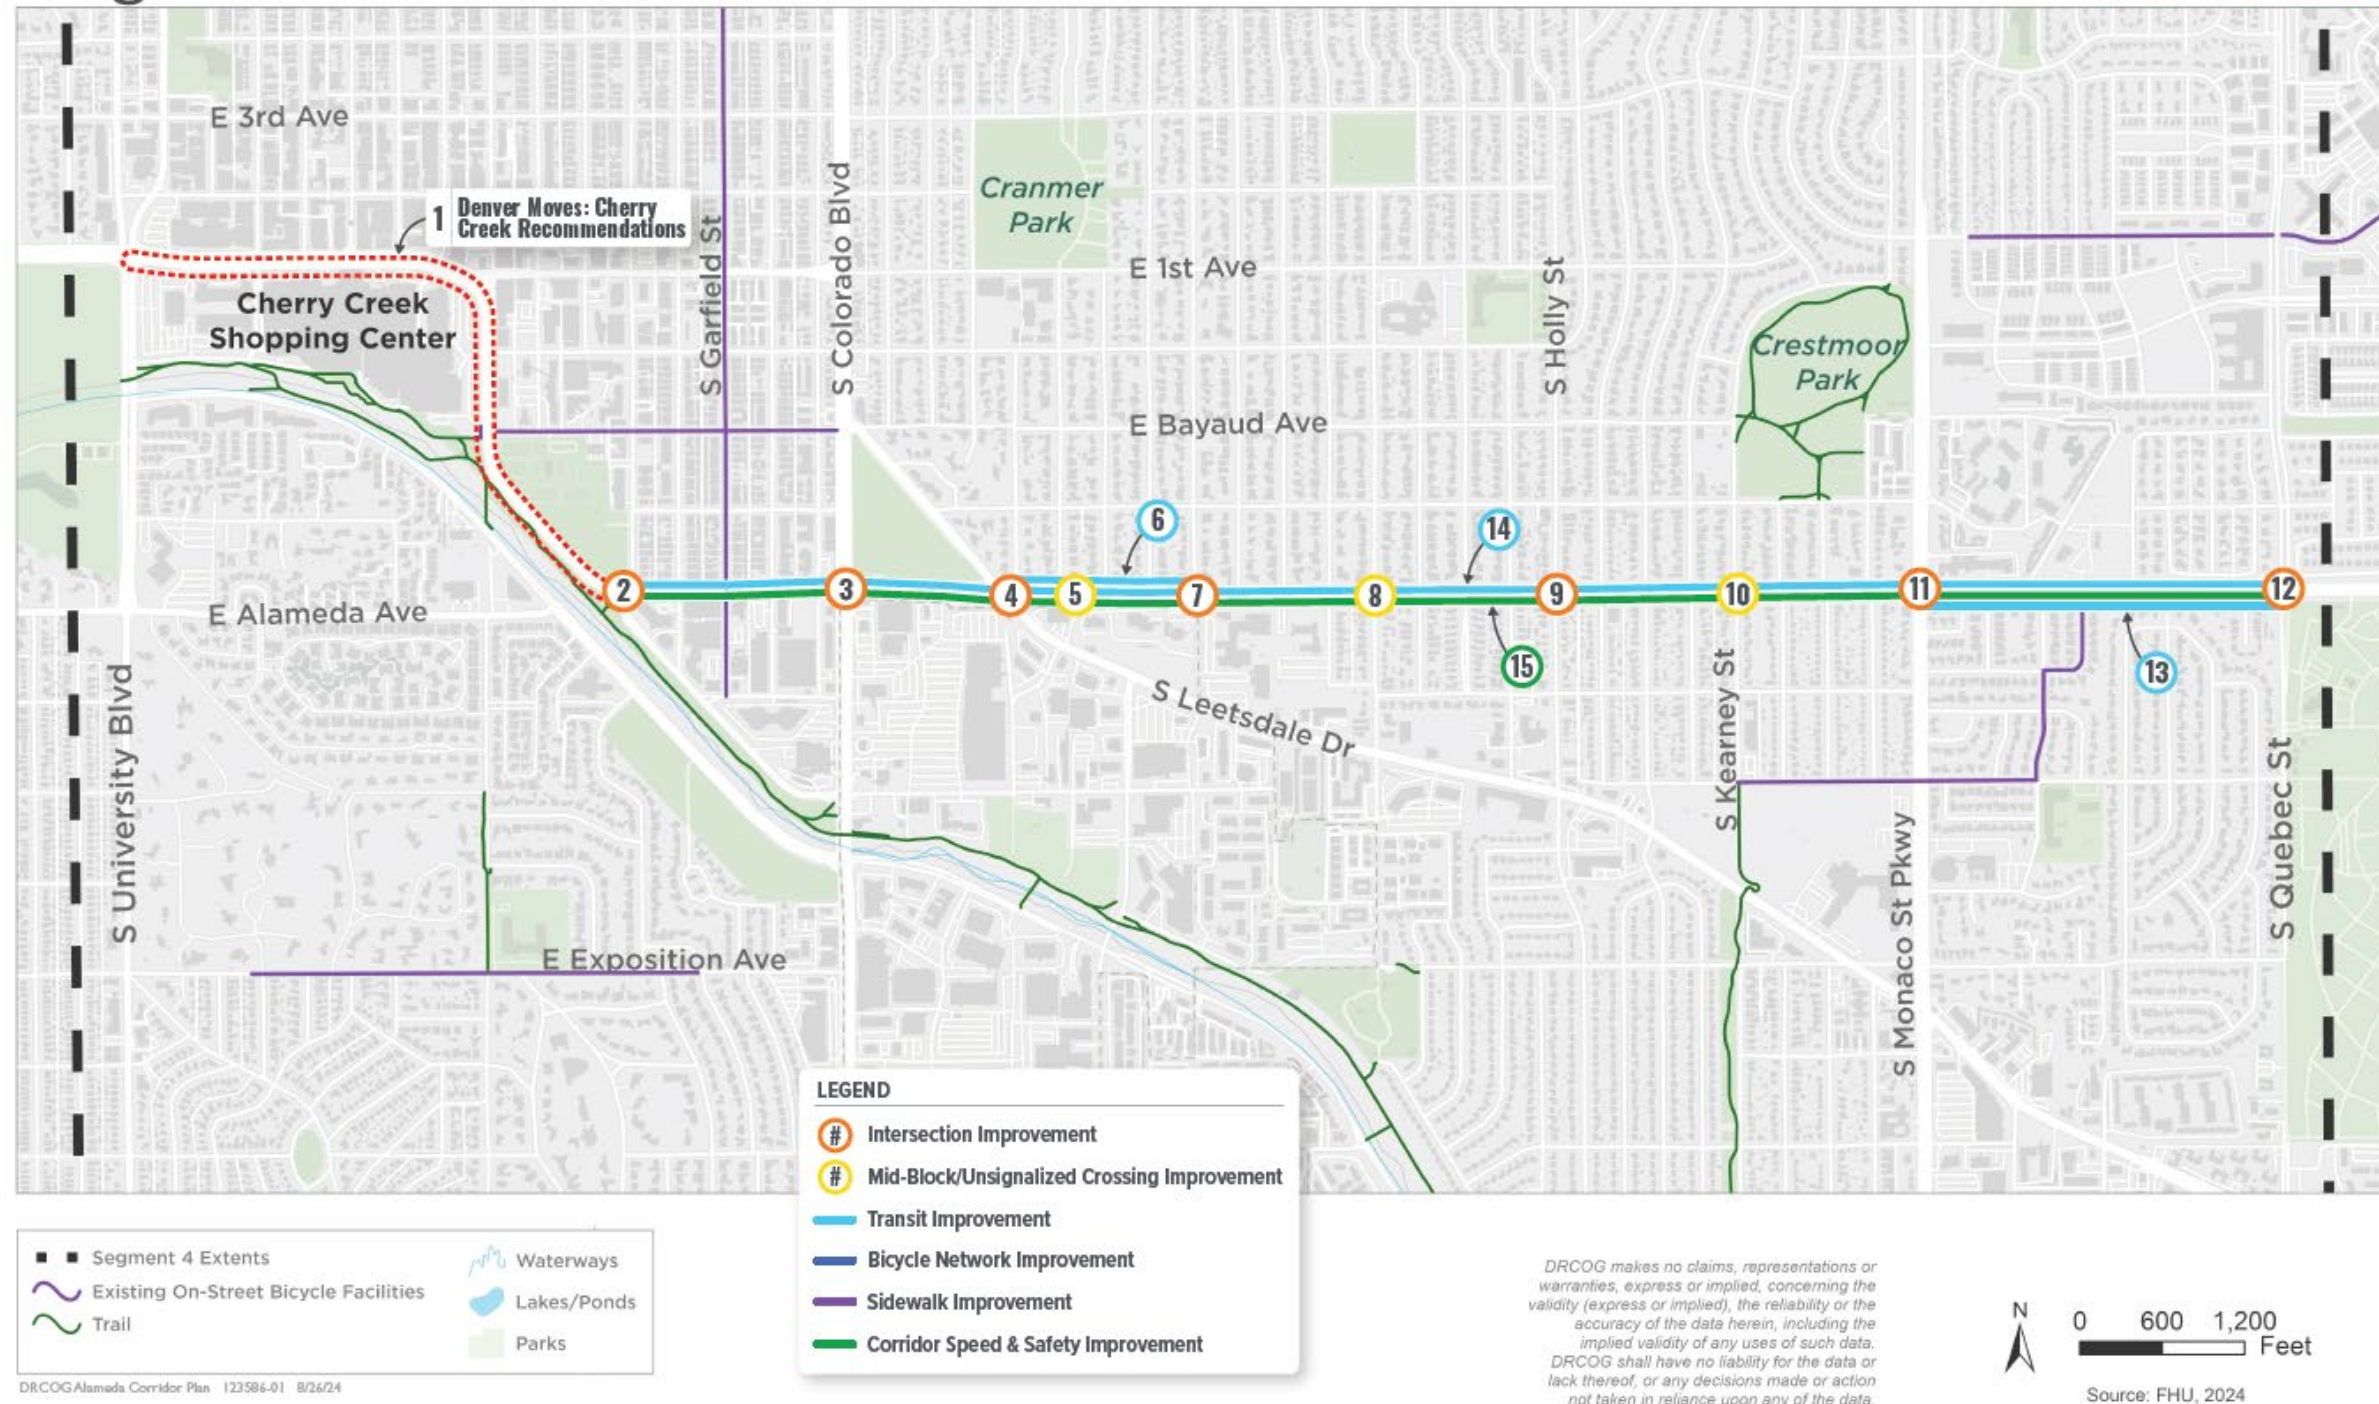 E 3rd Ave
1 Denver Moves: Cherry
Creek Recommendations
Cranmer
Park
S Garfield St
S Colorado Blvd
E 1st Ave
S Holly St
Cherry Creek
Shopping Center
Crestmoor
Park
E Bayaud Ave
6
14
2
3
4
5
7
8
9
10
11
12
E Alameda Ave
15
13
S University Blvd
S Leetsdale Dr
S Kearney St
S Monaco St Pkwy
S Quebec St
E Exposition Ave
LEGEND
# Intersection Improvement
# Mid-Block/Unsignalized Crossing Improvement
Transit Improvement
Bicycle Network Improvement
Sidewalk Improvement
Corridor Speed & Safety Improvement
Segment 4 Extents
Existing On-Street Bicycle Facilities
Trail
Waterways
Lakes/Ponds
Parks
DRCOG Alameda Corridor Plan 123586-01 8/26/24
DRCOG makes no claims, representations or
warranties, express or implied, concerning the
validity (express or implied), the reliability or the
accuracy of the data herein, including the
implied validity of any uses of such data.
DRCOG shall have no liability for the data or
lack thereof, or any decisions made or action
not taken in reliance upon any of the data.
N
0 600 1,200
Feet
Source: FHU, 2024